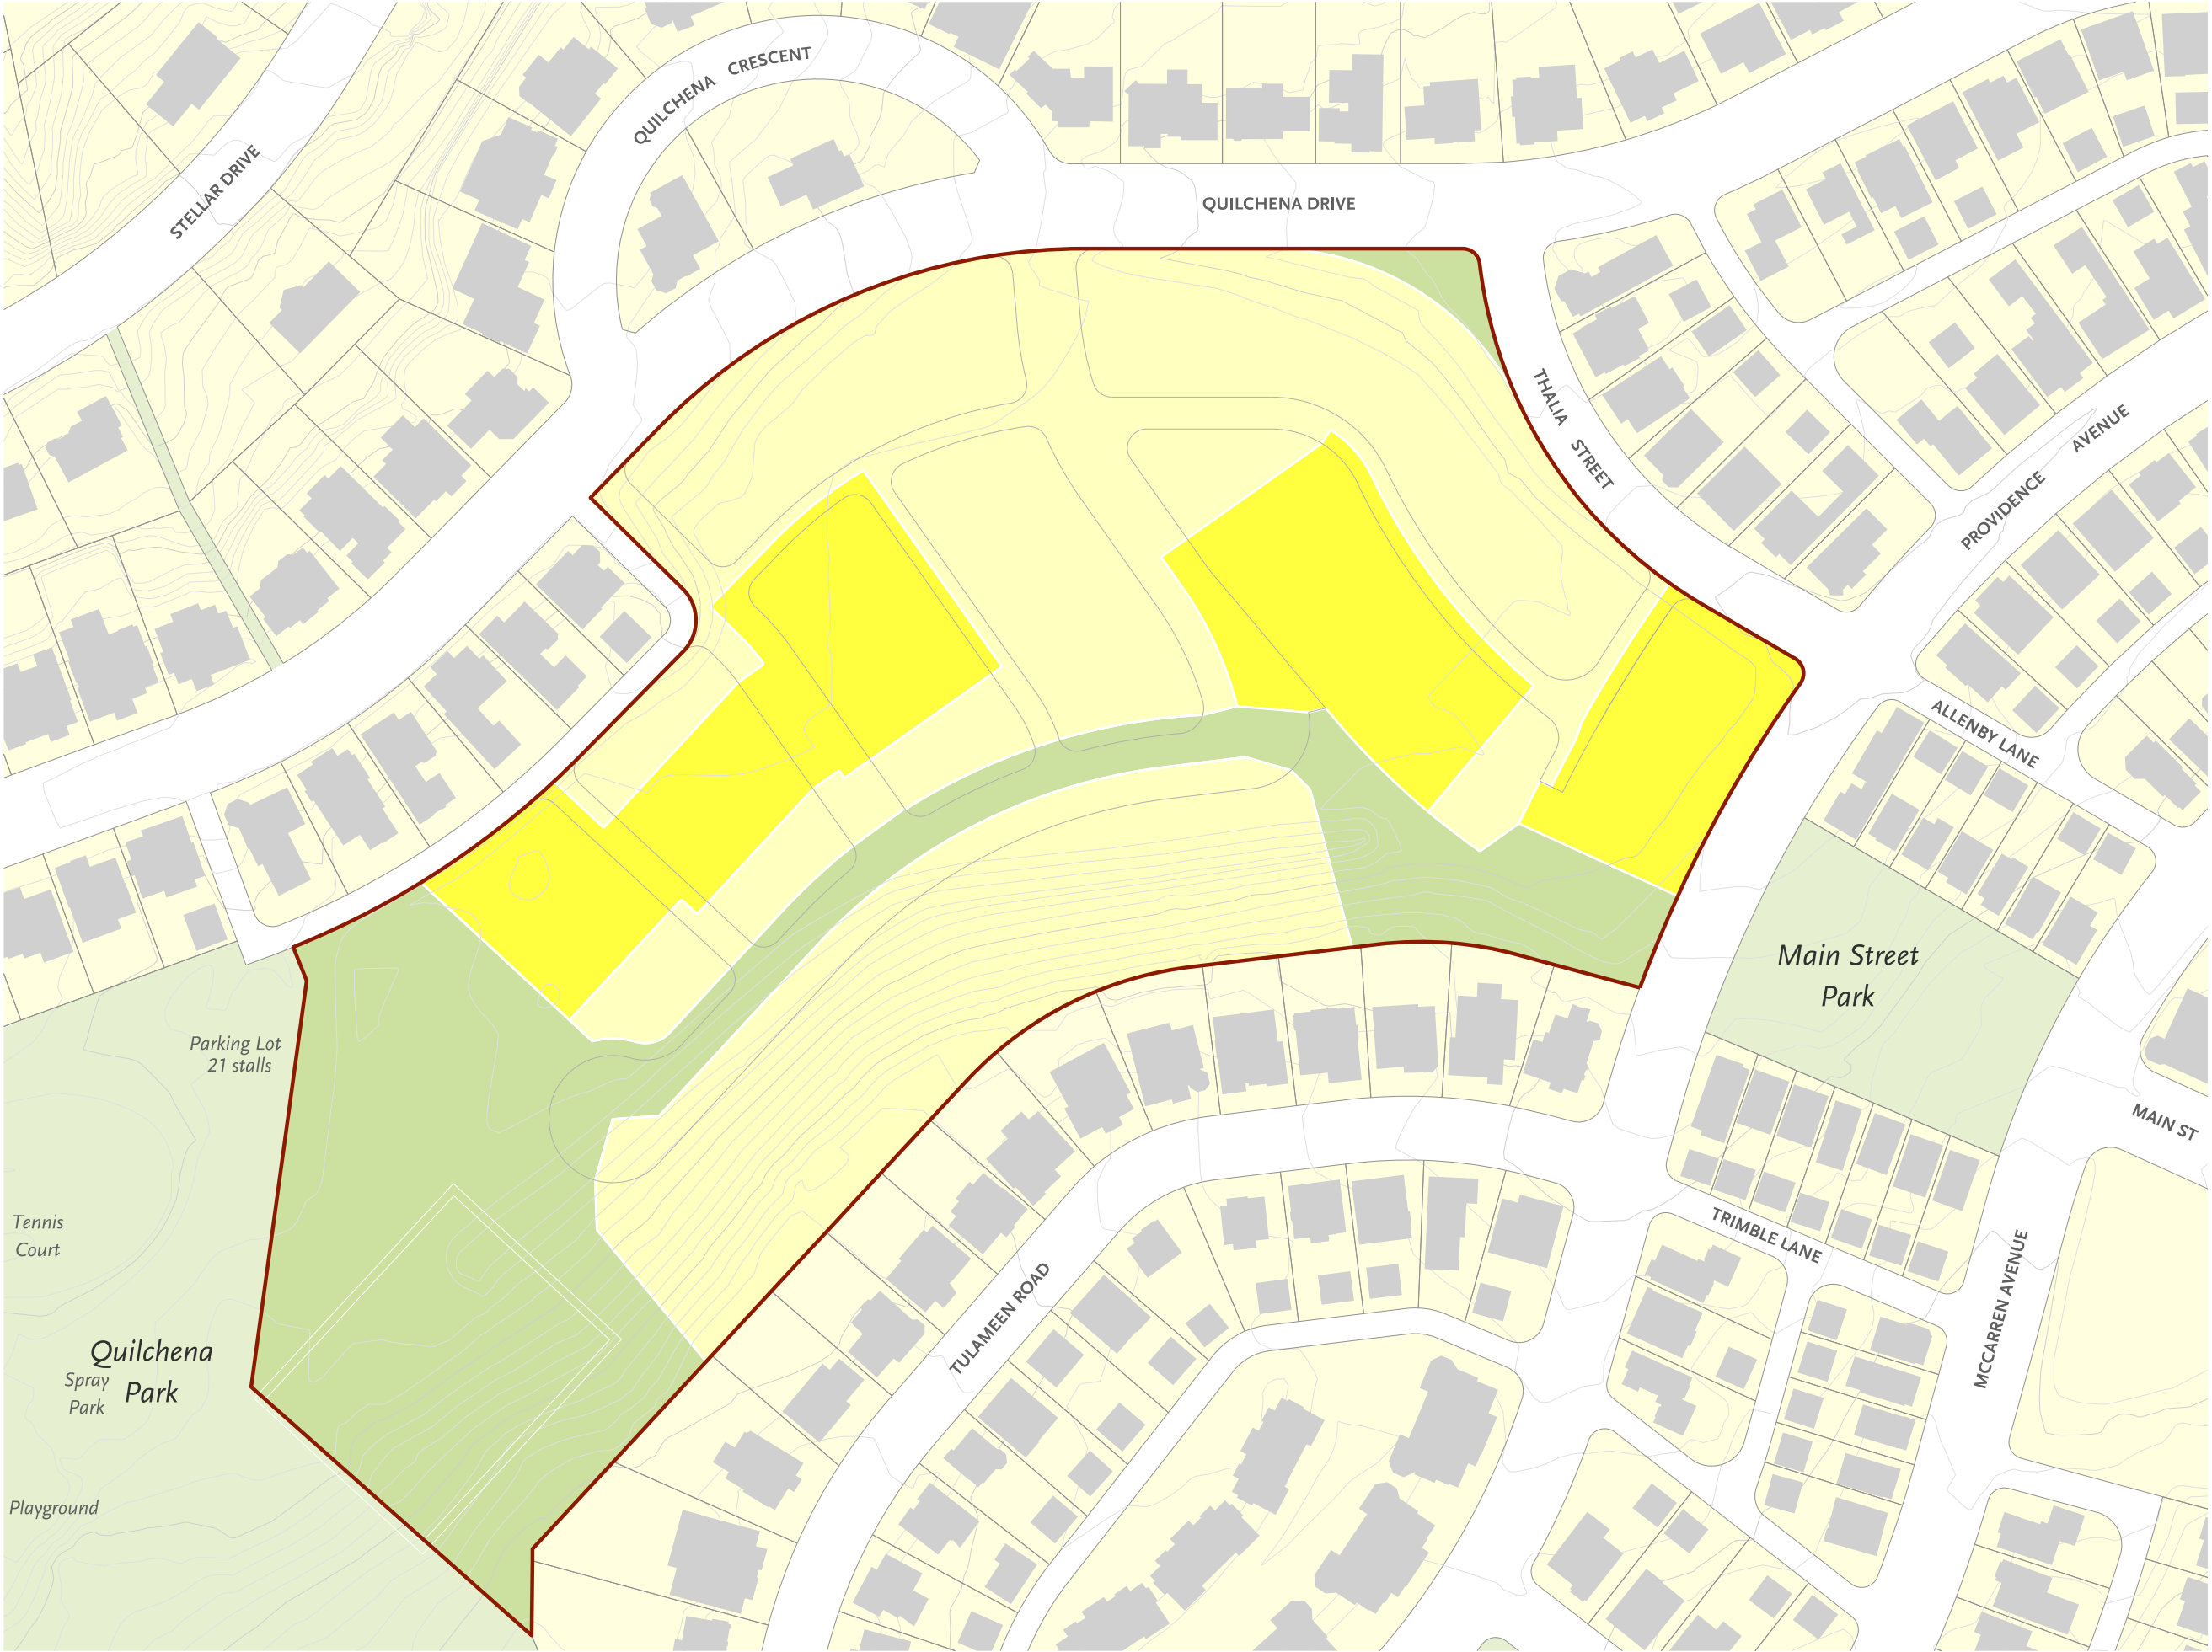 QUILCHENA CRESCENT
STELLAR DRIVE
QUILCHENA DRIVE
THALIA STREET
PROVIDENCE AVENUE
ALLENBY LANE
Main Street
Park
Parking Lot
21 stalls
MAIN ST
Tennis
Court
TRIMBLE LANE
MCCARREN AVENUE
TULAMEEN ROAD
Quilchena
Park
Spray
Park
Playground